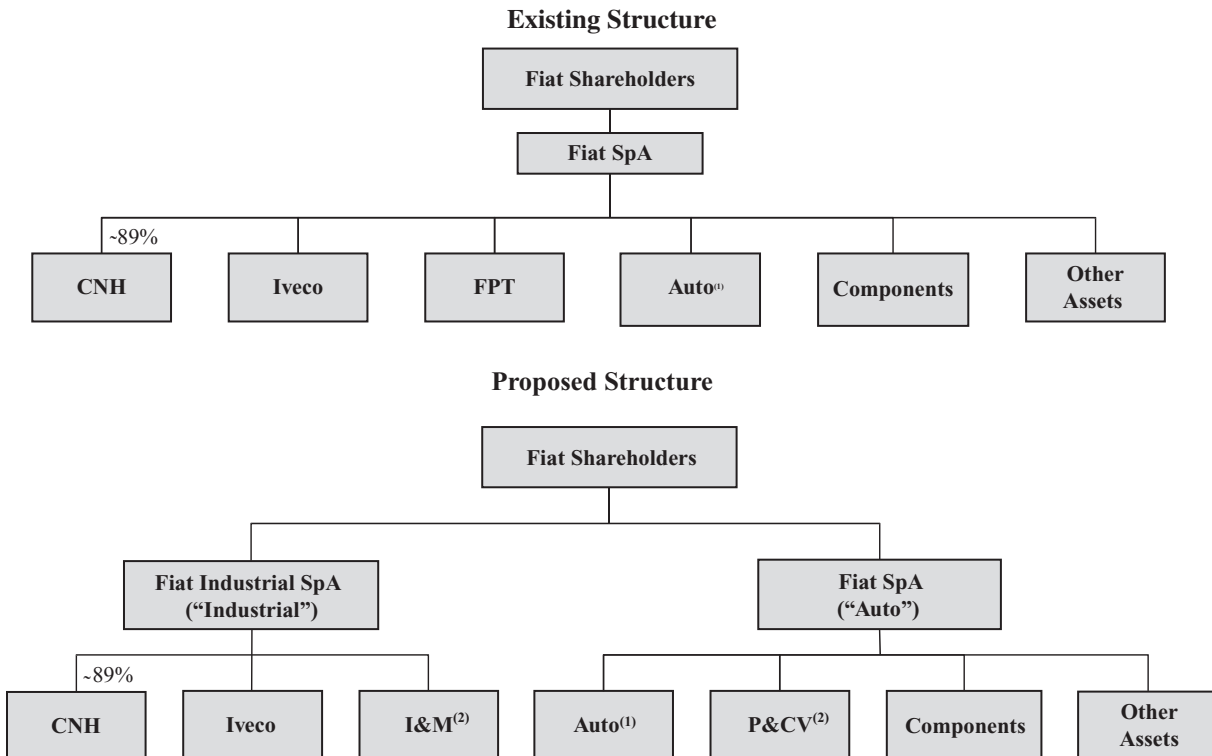 Existing Structure
Fiat Shareholders
Fiat SpA
~89%
CNH
Iveco
FPT
Auto(1)
Components
Other
Assets
Proposed Structure
Fiat Shareholders
Fiat Industrial SpA
(“Industrial”)
Fiat SpA
(“Auto”)
~89%
CNH
Iveco
I&M(2)
Auto(1)
P&CV(2)
Components
Other
Assets